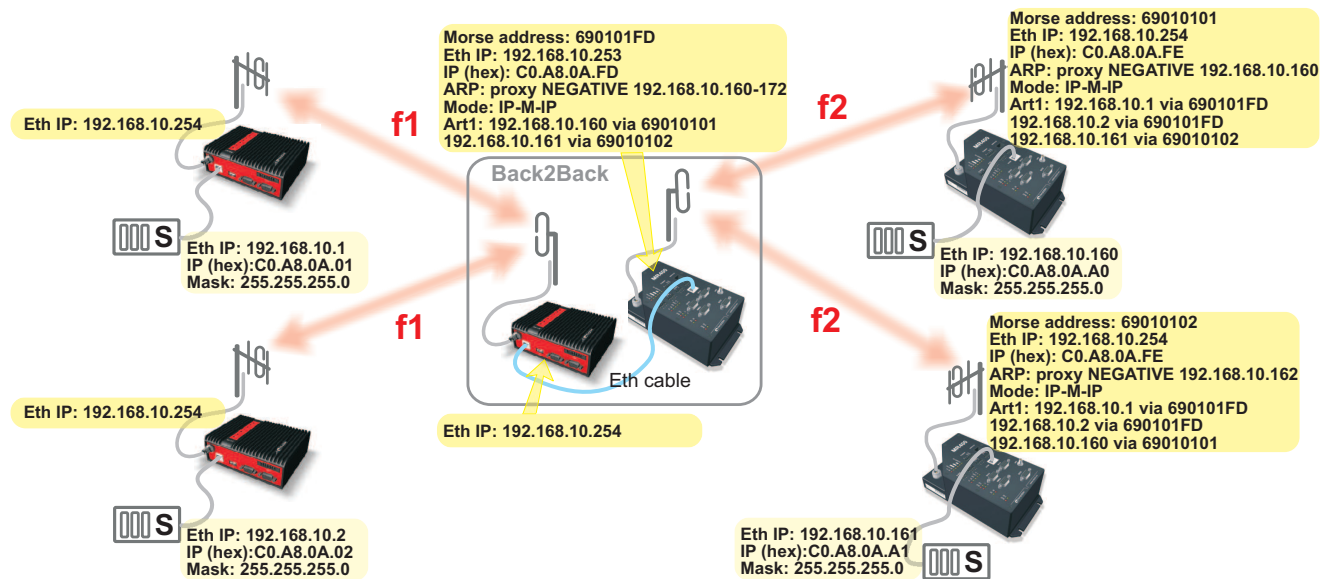 Morse address: 690101FD
Eth IP: 192.168.10.253
IP (hex): C0.A8.0A.FD
ARP: proxy NEGATIVE 192.168.10.160-172
Mode: IP-M-IP
Art1: 192.168.10.160 via 69010101
192.168.10.161 via 69010102
Morse address: 69010101
Eth IP: 192.168.10.254
IP (hex): C0.A8.0A.FE
ARP: proxy NEGATIVE 192.168.10.160
Mode: IP-M-IP
Art1: 192.168.10.1 via 690101FD
192.168.10.2 via 690101FD
192.168.10.161 via 69010102
Eth IP: 192.168.10.254
f1
f2
Back2Back
S
Eth IP: 192.168.10.1
IP (hex):C0.A8.0A.01
Mask: 255.255.255.0
S
Eth IP: 192.168.10.160
IP (hex):C0.A8.0A.A0
Mask: 255.255.255.0
f1
f2
Eth cable
Eth IP: 192.168.10.254
Morse address: 69010102
Eth IP: 192.168.10.254
IP (hex): C0.A8.0A.FE
ARP: proxy NEGATIVE 192.168.10.162
Mode: IP-M-IP
Art1: 192.168.10.1 via 690101FD
192.168.10.2 via 690101FD
192.168.10.160 via 69010101
Eth IP: 192.168.10.254
S
Eth IP: 192.168.10.2
IP (hex):C0.A8.0A.02
Mask: 255.255.255.0
Eth IP: 192.168.10.161
IP (hex):C0.A8.0A.A1
Mask: 255.255.255.0
S